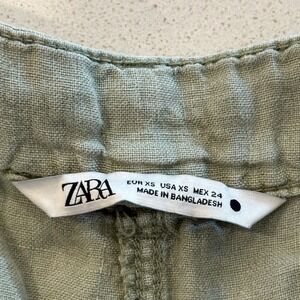 ZARA
EUR XS USA XS MEX 24
MADE IN BANGLADESH